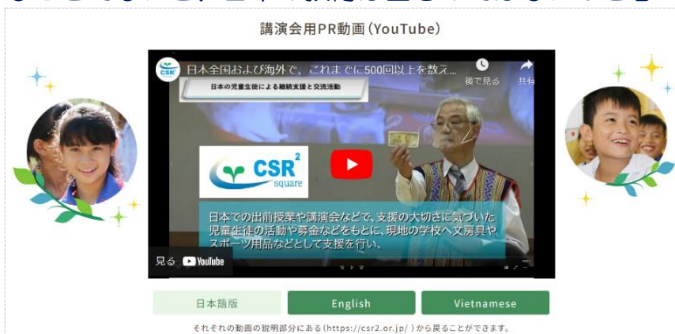 講演会用PR動画(YouTube)
CSR2
日本全国および海外で、これまでに500回以上を数え...
後で見る
共有
日本の児童生徒による継続支援と交流活動
CSR2
square
日本での出前授業や講演会などで、支援の大切さに気づいた
児童生徒の活動や募金などをもとに、現地の学校へ文房具や
スポーツ用品などとして支援を行い、
見る YouTube
日本語版
English
Vietnamese
それぞれの動画の説明部分にある(https://csr2.or.jp/ )から戻ることができます。